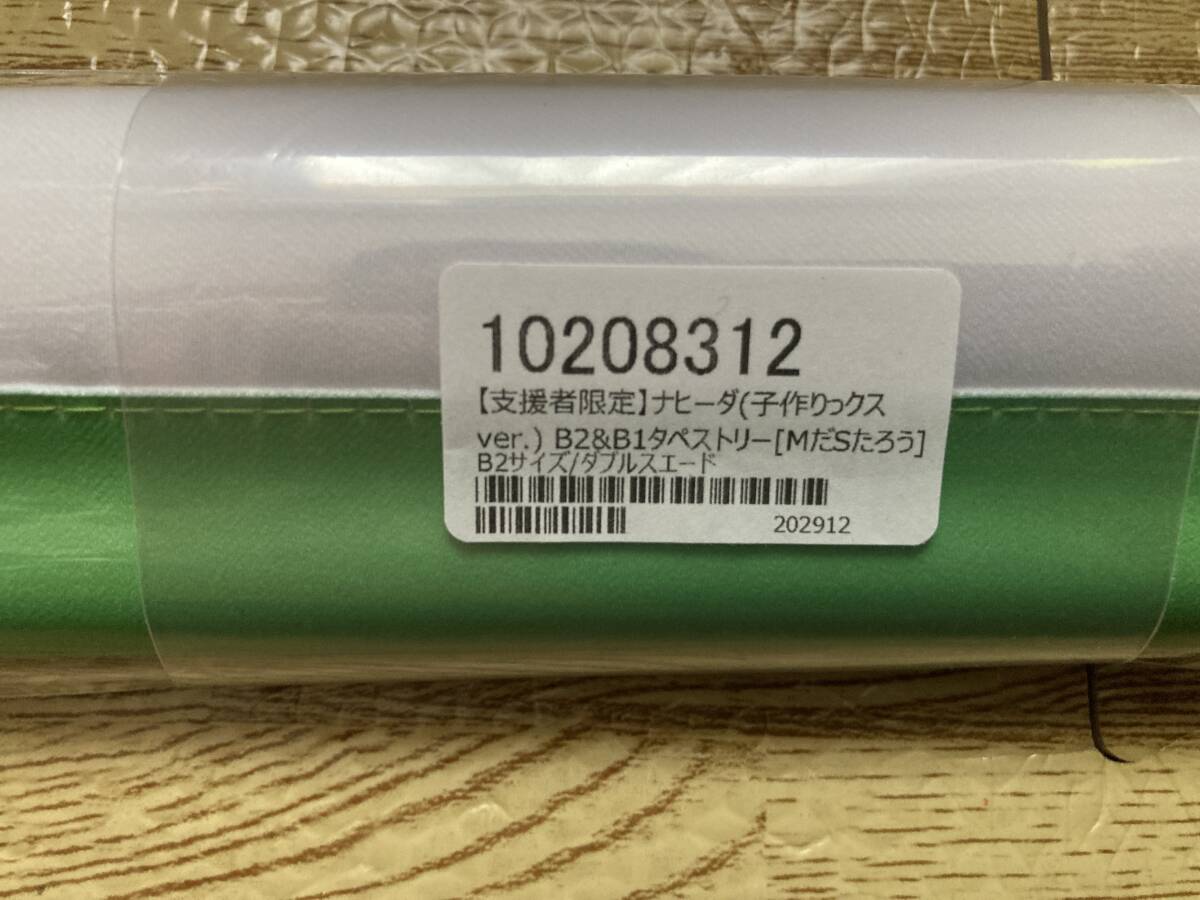 10208312
【支援者限定】ナヒーダ(子作りっクス
ver.) B2&B1タペストリー[MだSたろう]
B2サイズ/ダブルスエード
202912